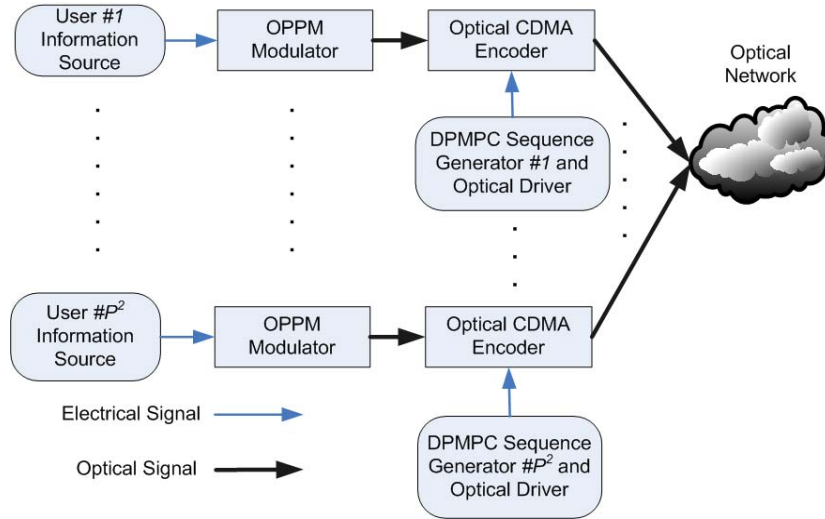 User #1
Information
Source
OPPM
Modulator
Optical CDMA
Encoder
Optical
Network
DPMPC Sequence
Generator #1 and
Optical Driver
User #P²
Information
Source
OPPM
Modulator
Optical CDMA
Encoder
Electrical Signal
Optical Signal
DPMPC Sequence
Generator #P² and
Optical Driver